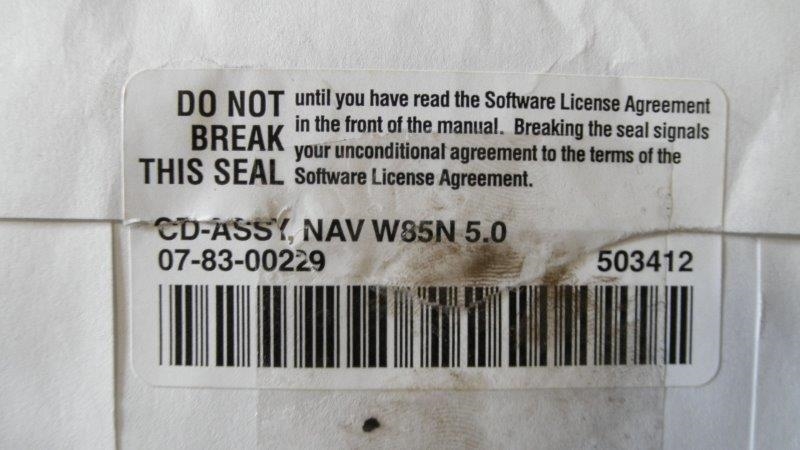 DO NOT
BREAK
THIS SEAL
until you have read the Software License Agreement
in the front of the manual. Breaking the seal signals
your unconditional agreement to the terms of the
Software License Agreement.
CD-ASSY, NAV W85N 5.0
07-83-00229 503412